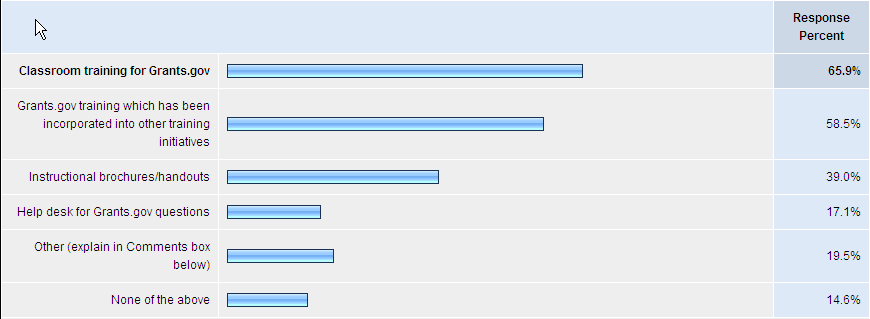 Response
Percent
Classroom training for Grants.gov
65.9%
Grants.gov training which has been
incorporated into other training
initiatives
58.5%
Instructional brochures/handouts
39.0%
Help desk for Grants.gov questions
17.1%
Other (explain in Comments box
below)
19.5%
None of the above
14.6%